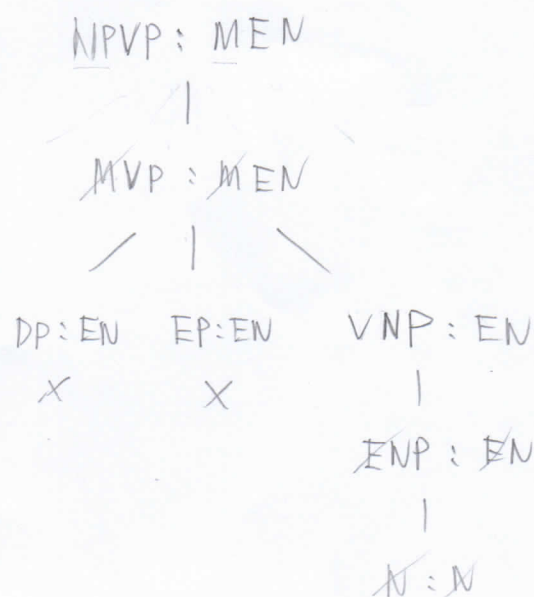 NPVP : MEN
MVP : MEN
DP : EN EP : EN VNP : EN
X X
ENP : EN
N : N